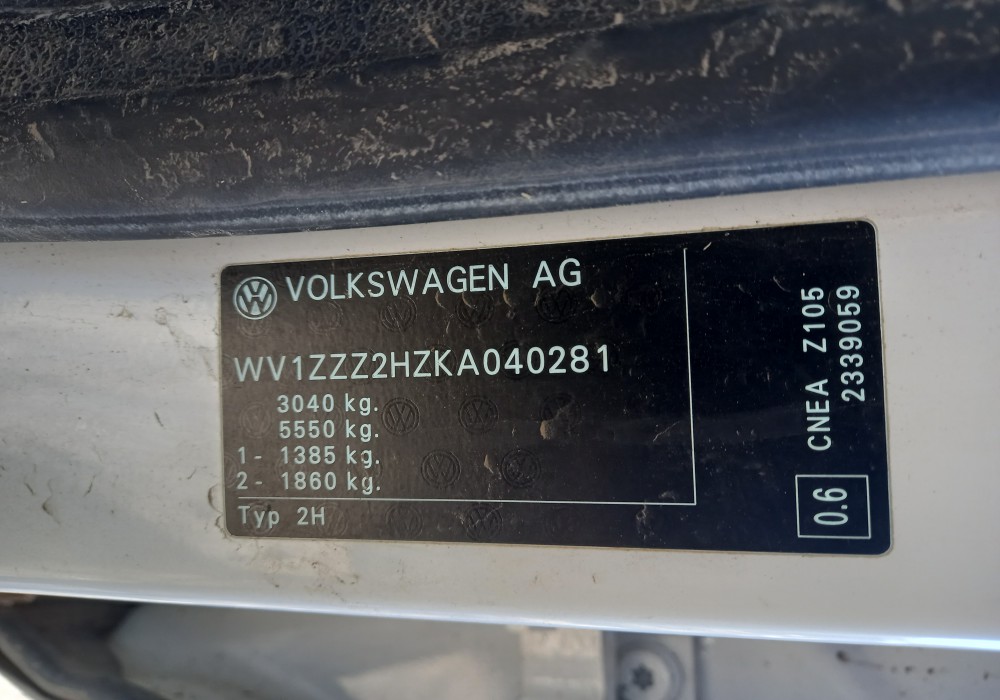 VOLKSWAGEN AG
WV1ZZZ2HZKA040281
3040 kg.
5550 kg.
1- 1385 kg.
2- 1860 kg.
Typ 2H
0.6
CNEA Z105
2339059